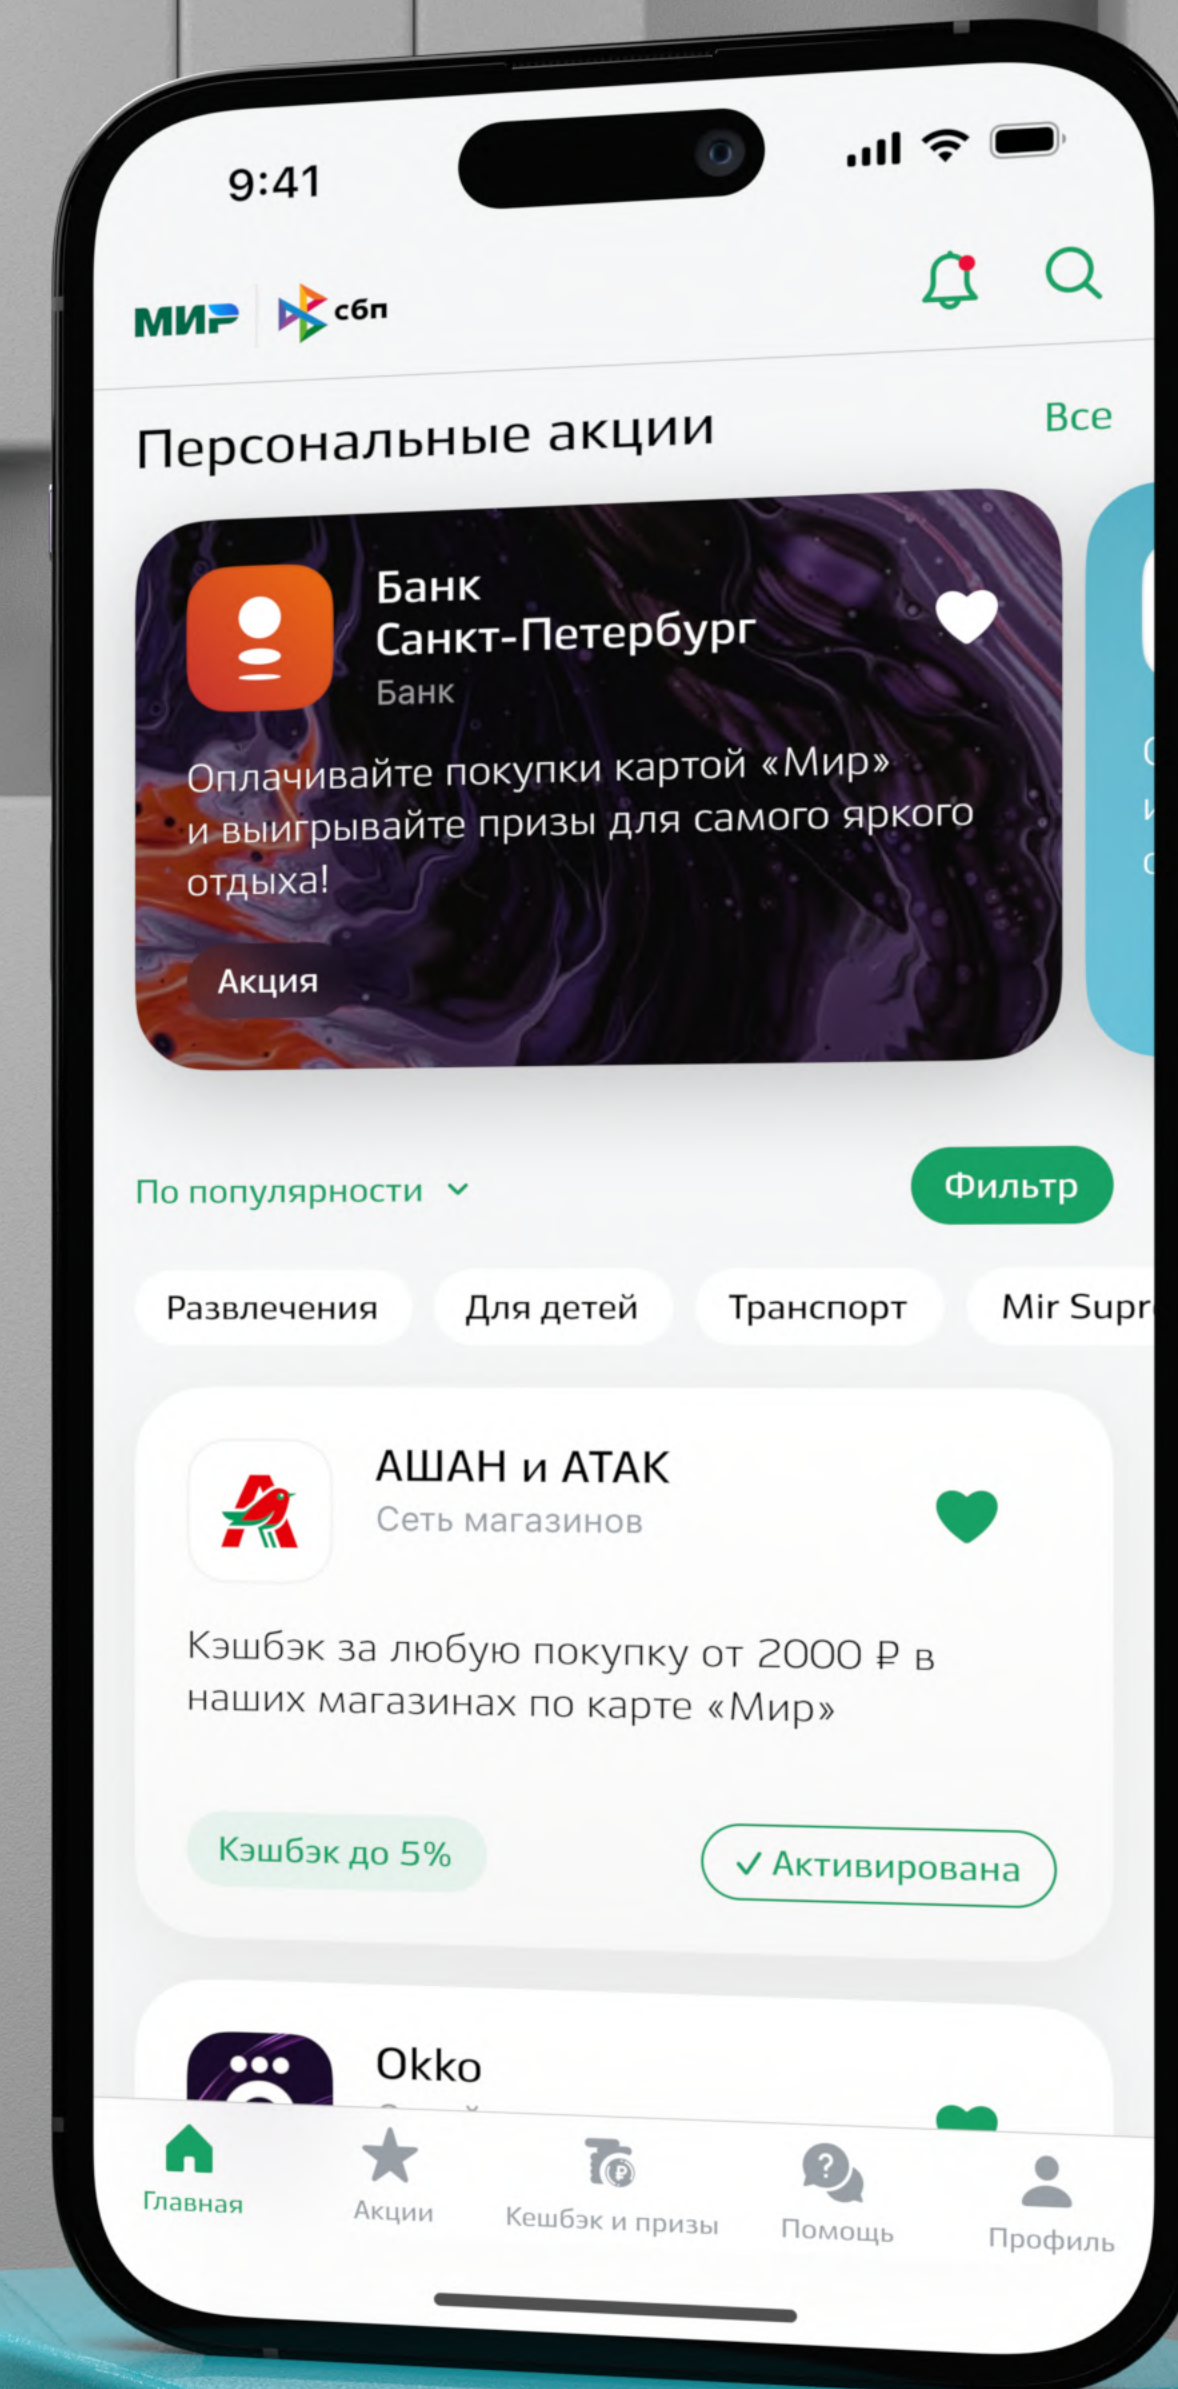 9:41
МИР сбп
Персональные акции
Все
Банк
Санкт-Петербург
Банк
Оплачивайте покупки картой «Мир»
и выигрывайте призы для самого яркого
отдыха!
Акция
По популярности
Фильтр
Развлечения
Для детей
Транспорт
Mir
АШАН и АТАК
Сеть магазинов
Кэшбэк за любую покупку от 2000 ₽ в
наших магазинах по карте «Мир»
Кэшбэк до 5%
Активирована
Okko
Главная
Акции
Кешбэк и призы
Помощь
Профиль